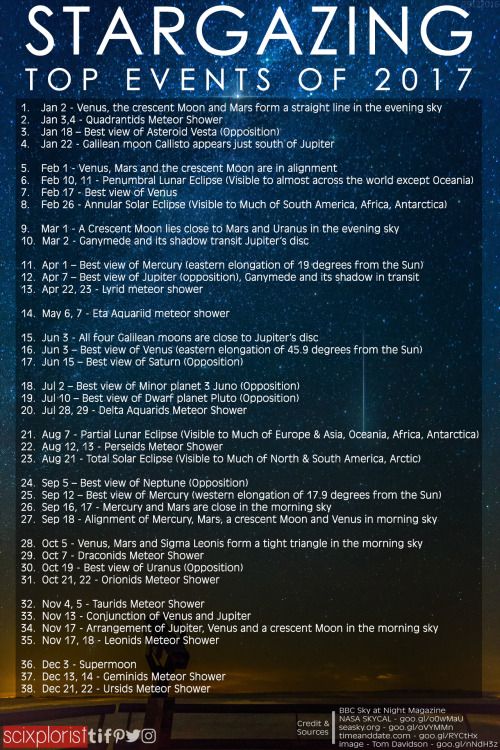 STARGAZING
TOP EVENTS OF 2017
1. Jan 2 - Venus, the crescent Moon and Mars form a straight line in the evening sky
2. Jan 3,4 - Quadrantids Meteor Shower
3. Jan 18 – Best view of Asteroid Vesta (Opposition)
4. Jan 22 - Galilean moon Callisto appears just south of Jupiter
5. Feb 1 - Venus, Mars and the crescent Moon are in alignment
6. Feb 10, 11 - Penumbral Lunar Eclipse (Visible to almost across the world except Oceania)
7. Feb 17 - Best view of Venus
8. Feb 26 - Annular Solar Eclipse (Visible to Much of South America, Africa, Antarctica)
9. Mar 1 - A Crescent Moon lies close to Mars and Uranus in the evening sky
10. Mar 2 - Ganymede and its shadow transit Jupiter's disc
11. Apr 1 – Best view of Mercury (eastern elongation of 19 degrees from the Sun)
12. Apr 7 – Best view of Jupiter (opposition), Ganymede and its shadow in transit
13. Apr 22, 23 - Lyrid meteor shower
14. May 6, 7 - Eta Aquariid meteor shower
15. Jun 3 - All four Galilean moons are close to Jupiter's disc
16. Jun 3 – Best view of Venus (eastern elongation of 45.9 degrees from the Sun)
17. Jun 15 – Best view of Saturn (Opposition)
18. Jul 2 – Best view of Minor planet 3 Juno (Opposition)
19. Jul 10 – Best view of Dwarf planet Pluto (Opposition)
20. Jul 28, 29 - Delta Aquarids Meteor Shower
21. Aug 7 - Partial Lunar Eclipse (Visible to Much of Europe & Asia, Oceania, Africa, Antarctica)
22. Aug 12, 13 - Perseids Meteor Shower
23. Aug 21 - Total Solar Eclipse (Visible to Much of North & South America, Arctic)
24. Sep 5 – Best view of Neptune (Opposition)
25. Sep 12 – Best view of Mercury (western elongation of 17.9 degrees from the Sun)
26. Sep 16, 17 - Mercury and Mars are close in the morning sky
27. Sep 18 - Alignment of Mercury, Mars, a crescent Moon and Venus in morning sky
28. Oct 5 - Venus, Mars and Sigma Leonis form a tight triangle in the morning sky
29. Oct 7 - Draconids Meteor Shower
30. Oct 19 - Best view of Uranus (Opposition)
31. Oct 21, 22 - Orionids Meteor Shower
32. Nov 4, 5 - Taurids Meteor Shower
33. Nov 13 - Conjunction of Venus and Jupiter
34. Nov 17 - Arrangement of Jupiter, Venus and a crescent Moon in the morning sky
35. Nov 17, 18 - Leonids Meteor Shower
36. Dec 3 - Supermoon
37. Dec 13, 14 - Geminids Meteor Shower
38. Dec 21, 22 - Ursids Meteor Shower
scixplorist
Credit & Sources
BBC Sky at Night Magazine
NASA SKYCAL - goo.gl/o0wMaU
seasky.org - goo.gl/oVYMMn
timeanddate.com - goo.gl/RYCtHx
image - Tom Davidson - goo.gl/nNdH3z